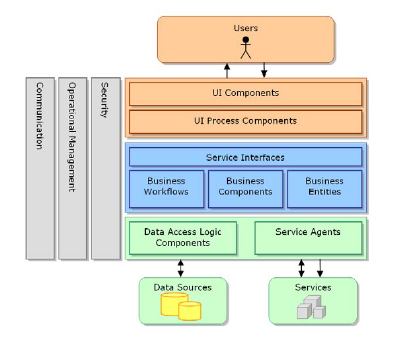 Users
Communication
Operational Management
Security
UI Components
UI Process Components
Service Interfaces
Business
Workflows
Business
Components
Business
Entities
Data Access Logic
Components
Service Agents
Data Sources
Services